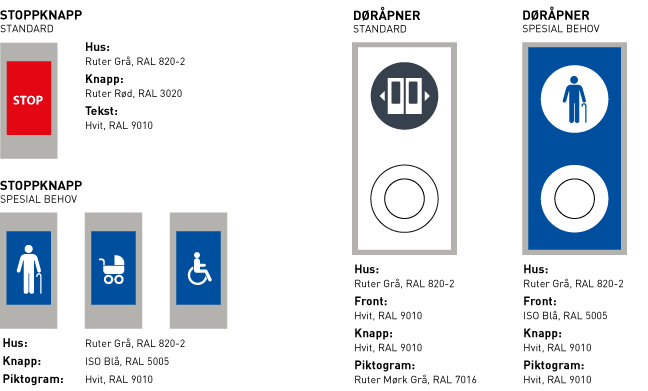 STOPPKNAPP
STANDARD
STOP
Hus:
Ruter Grå, RAL 820-2
Knapp:
Ruter Rød, RAL 3020
Tekst:
Hvit, RAL 9010
STOPPKNAPP
SPESIAL BEHOV
Hus: Ruter Grå, RAL 820-2
Knapp: ISO Blå, RAL 5005
Piktogram: Hvit, RAL 9010
DØRÅPNER
STANDARD
Hus:
Ruter Grå, RAL 820-2
Front:
Hvit, RAL 9010
Knapp:
Hvit, RAL 9010
Piktogram:
Ruter Mørk Grå, RAL 7016
DØRÅPNER
SPESIAL BEHOV
Hus:
Ruter Grå, RAL 820-2
Front:
ISO Blå, RAL 5005
Knapp:
Hvit, RAL 9010
Piktogram:
Hvit, RAL 9010